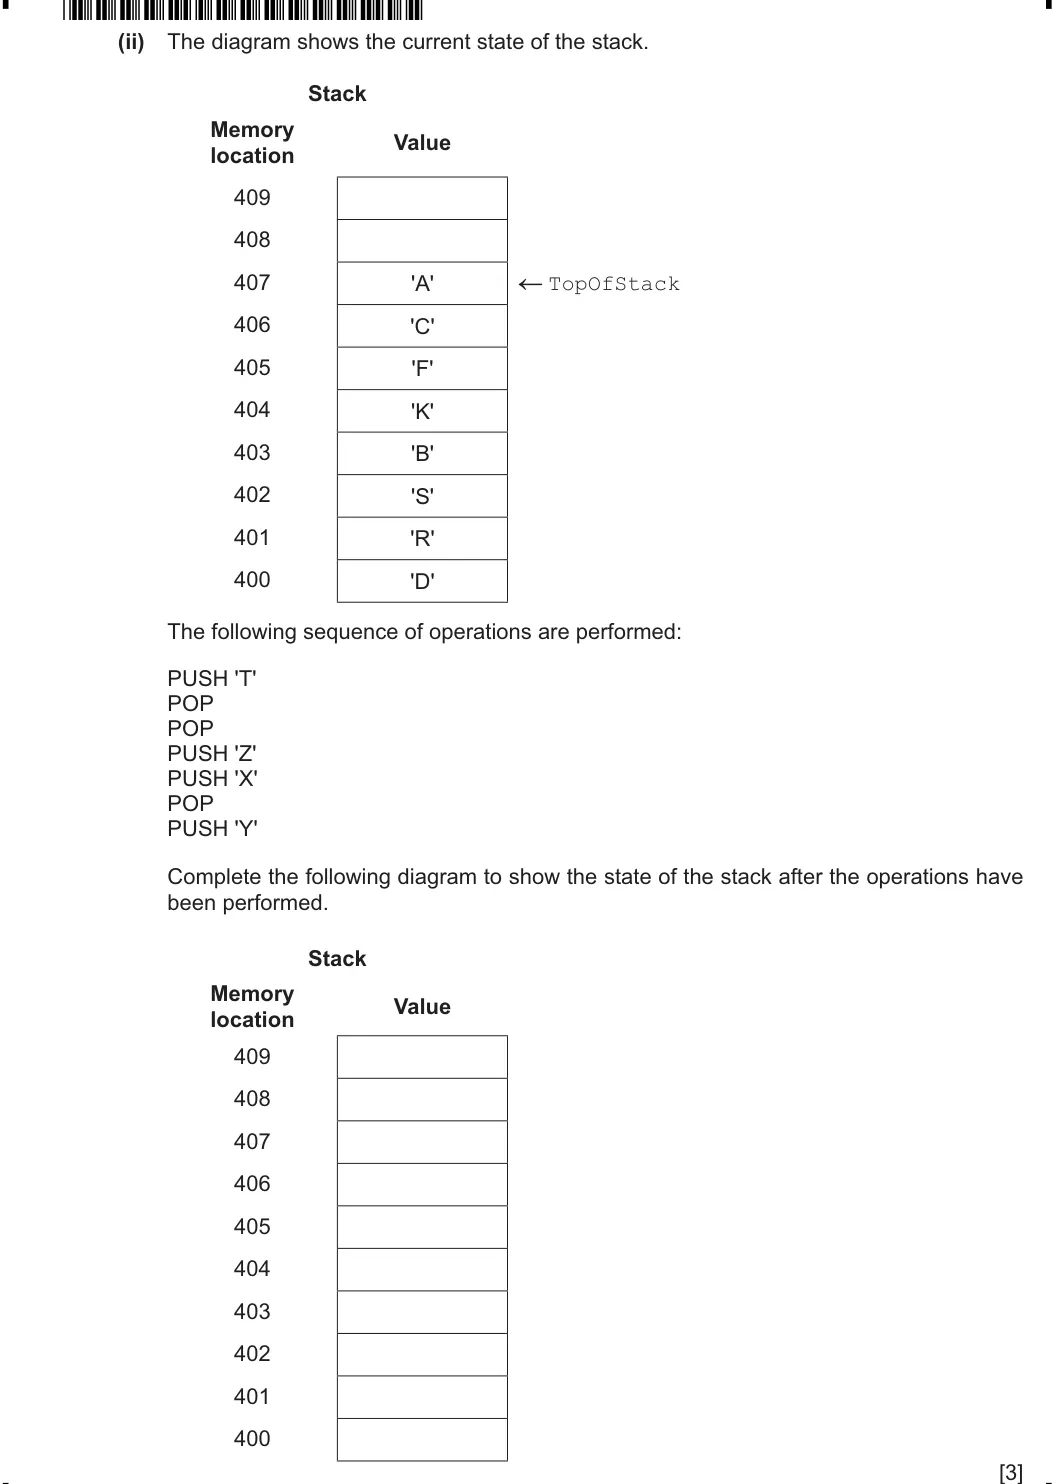 (ii) The diagram shows the current state of the stack.
Stack
Memory location Value
409
408
407 'A' ← TopOfStack
406 'C'
405 'F'
404 'K'
403 'B'
402 'S'
401 'R'
400 'D'
The following sequence of operations are performed:
PUSH 'T'
POP
POP
PUSH 'Z'
PUSH 'X'
POP
PUSH 'Y'
Complete the following diagram to show the state of the stack after the operations have
been performed.
Stack
Memory location Value
409
408
407
406
405
404
403
402
401
400
[3]